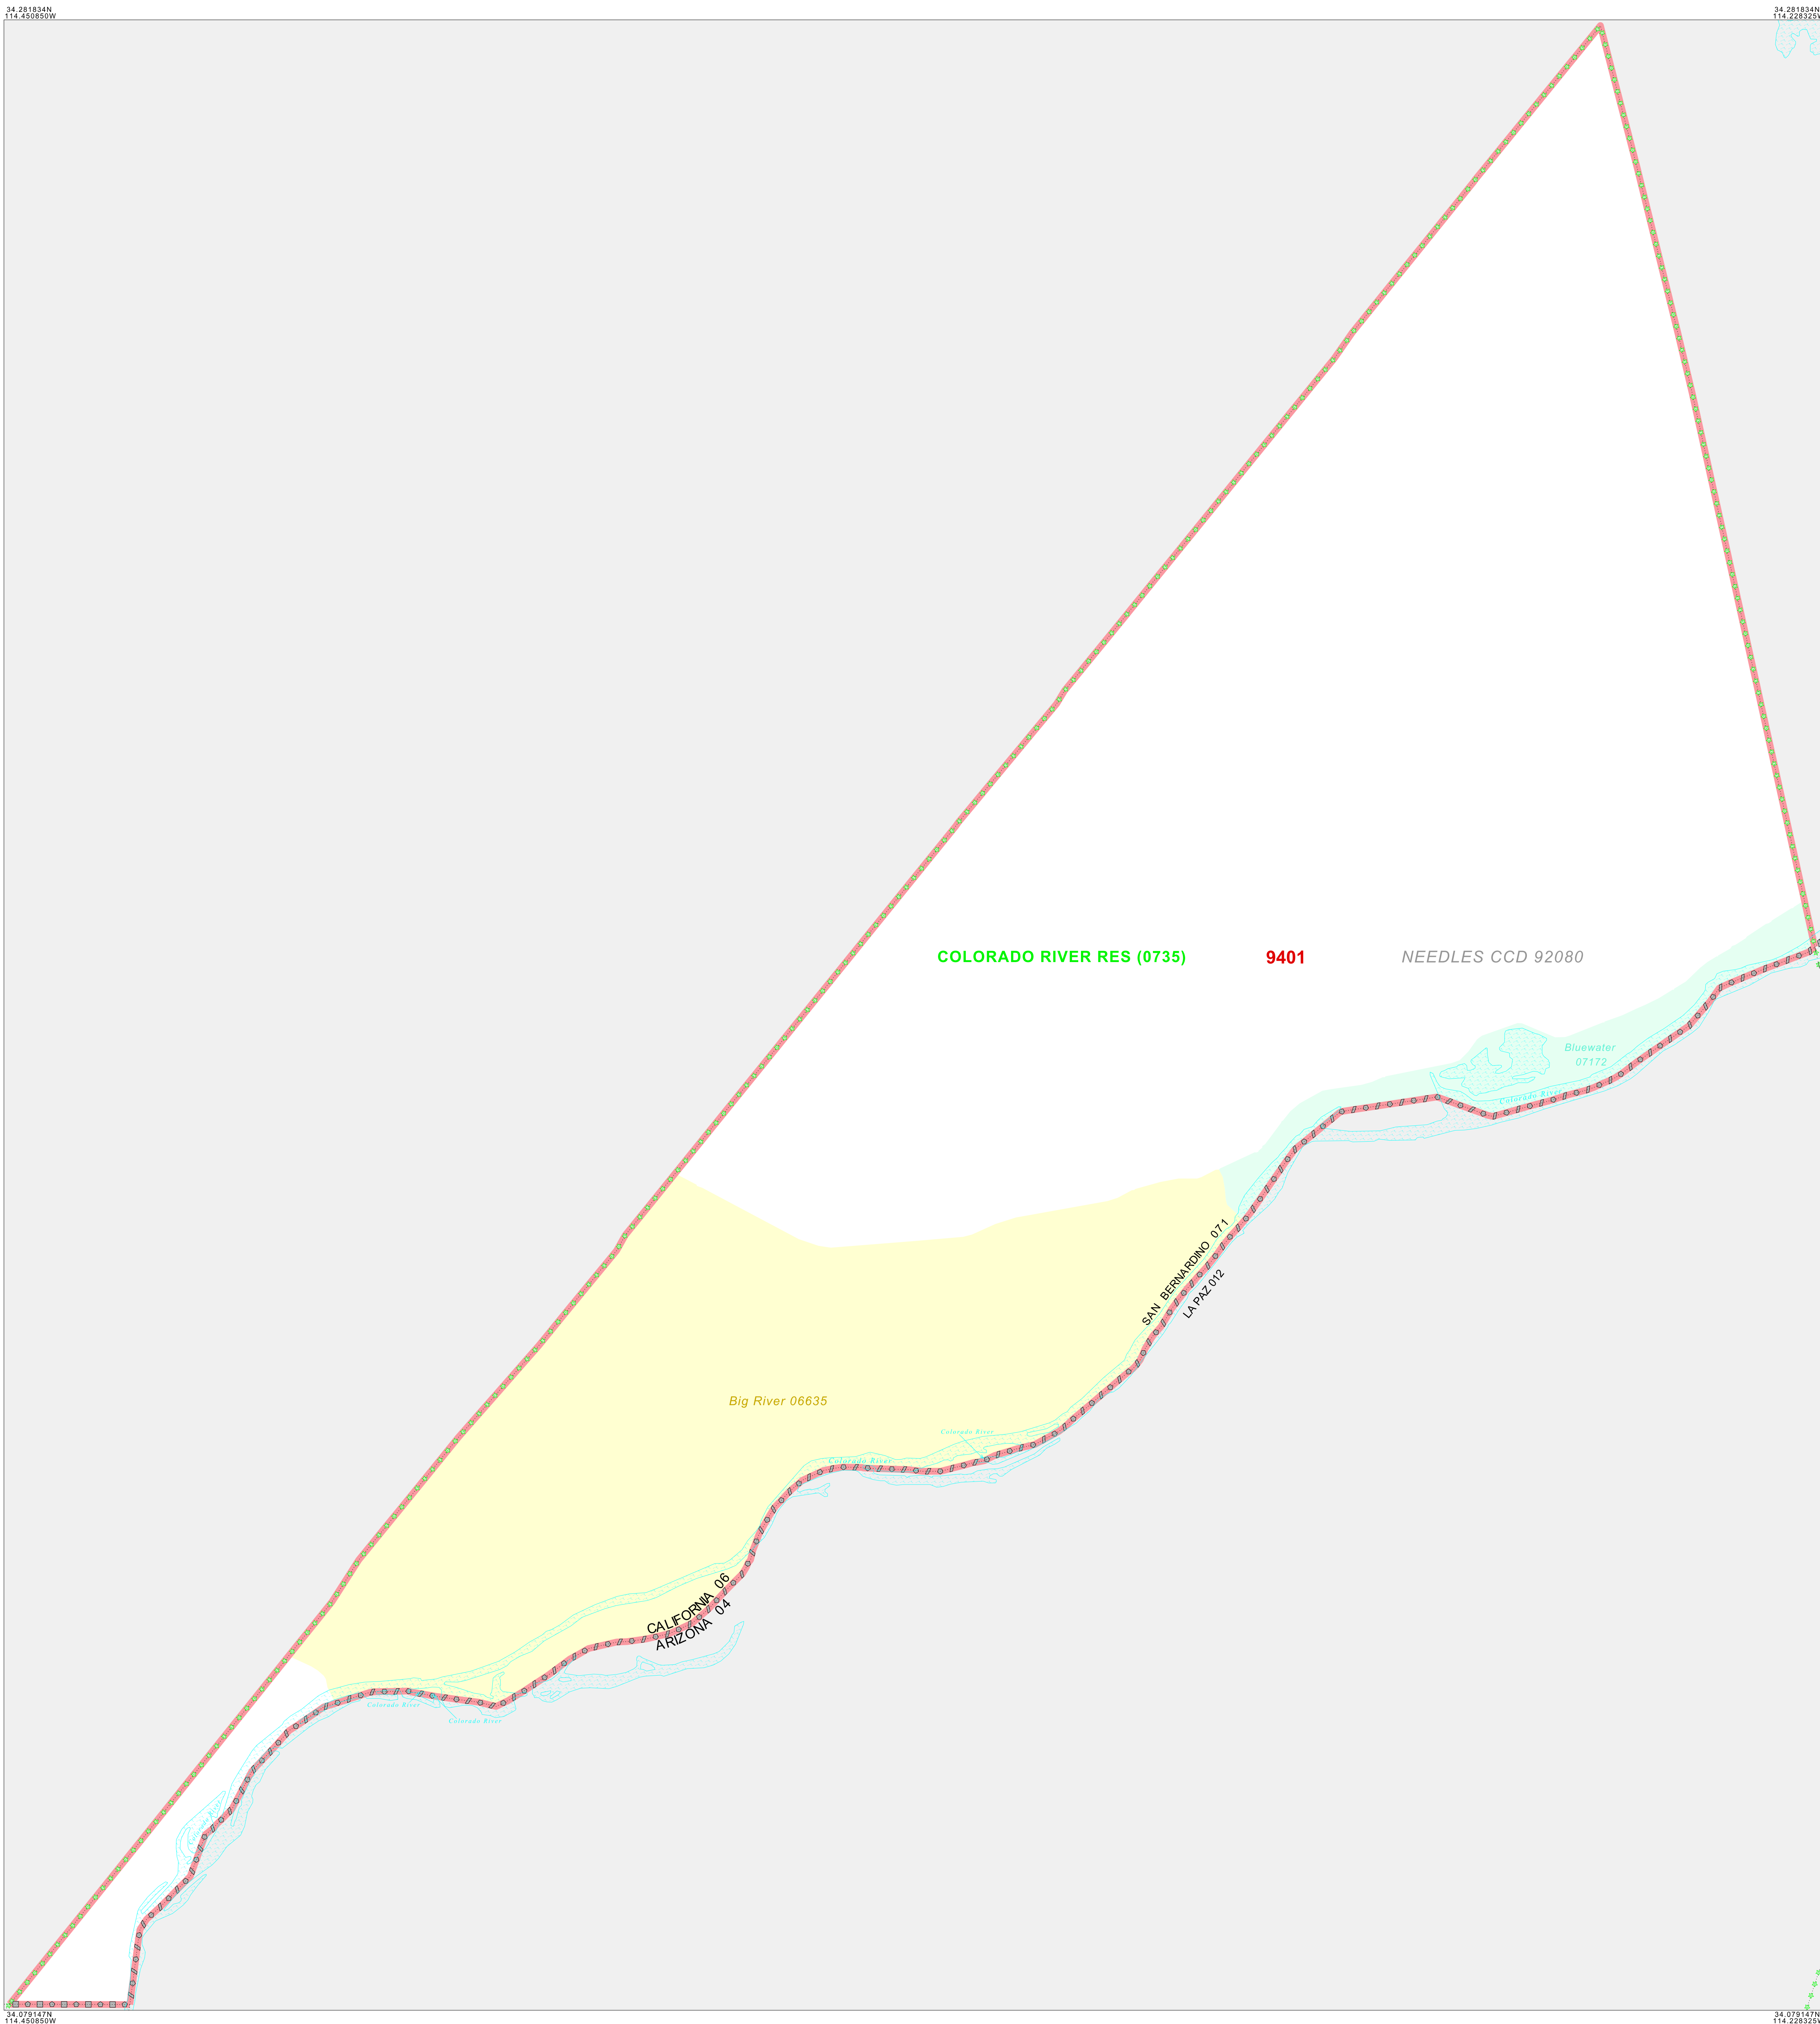 34.281834N
114.450850W
34.281834N
114.228325W
COLORADO RIVER RES (0735)
9401
NEEDLES CCD 92080
Bluewater
07172
Colorado River
SAN BERNARDINO 071
LA PAZ 012
Big River 06635
Colorado River
Colorado River
CALIFORNIA 06
ARIZONA 04
Colorado River
Colorado River
Colorado River
34.079147N
114.450850W
34.079147N
114.228325W